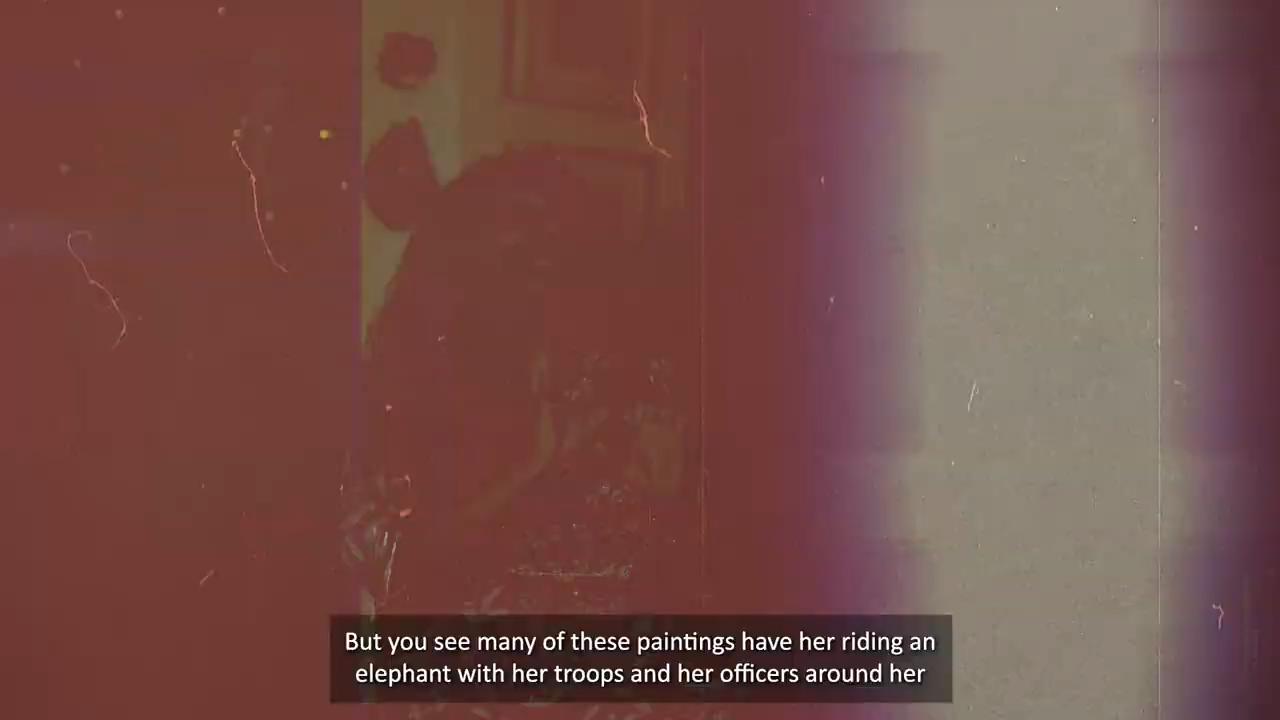 But you see many of these paintings have her riding an
elephant with her troops and her officers around her